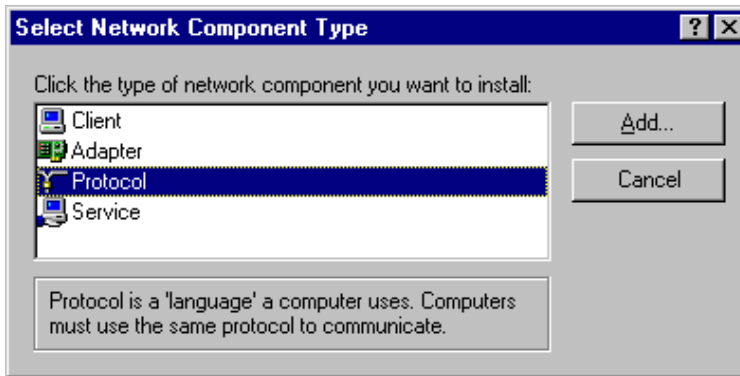 Select Network Component Type
Click the type of network component you want to install:
Client
Adapter
Protocol
Service
Add...
Cancel
Protocol is a 'language' a computer uses. Computers
must use the same protocol to communicate.